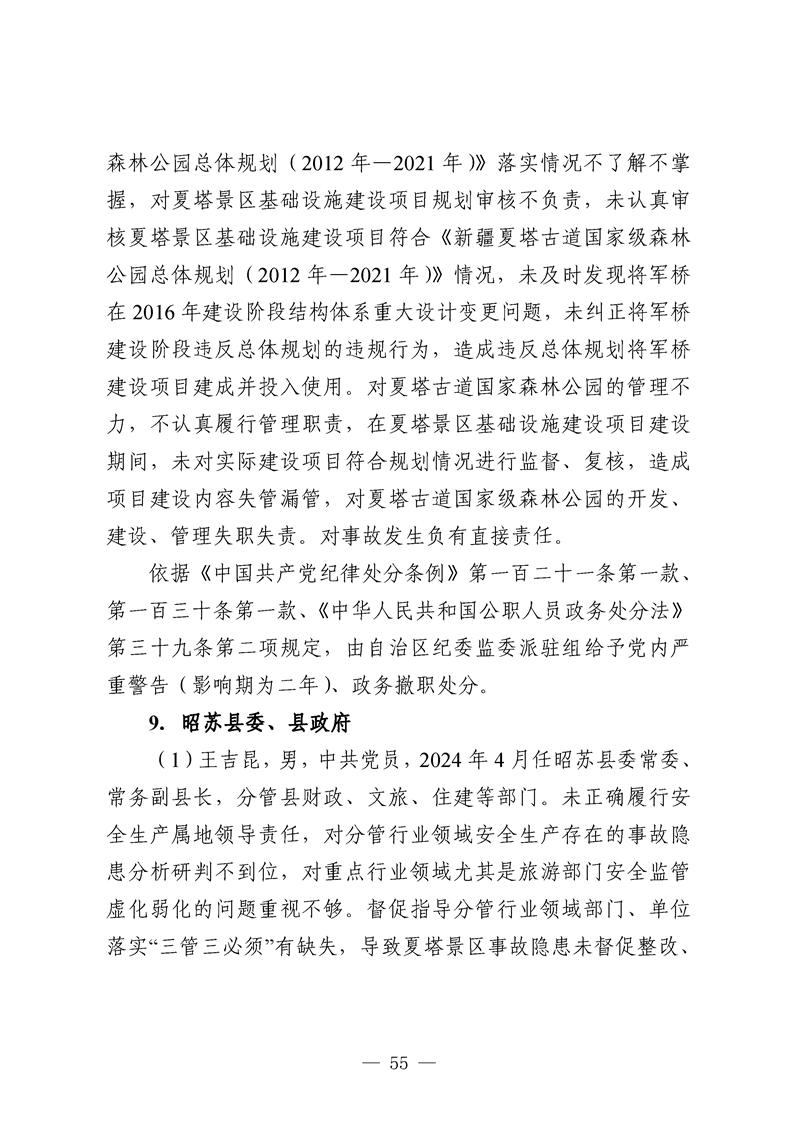 森林公园总体规划（2012 年—2021 年）》落实情况不了解不掌
握，对夏塔景区基础设施建设项目规划审核不负责，未认真审
核夏塔景区基础设施建设项目符合《新疆夏塔古道国家级森林
公园总体规划（2012 年—2021 年）》情况，未及时发现将军桥
在 2016 年建设阶段结构体系重大设计变更问题，未纠正将军桥
建设阶段违反总体规划的违规行为，造成违反总体规划将军桥
建设项目建成并投入使用。对夏塔古道国家森林公园的管理不
力，不认真履行管理职责，在夏塔景区基础设施建设项目建设
期间，未对实际建设项目符合规划情况进行监督、复核，造成
项目建设内容失管漏管，对夏塔古道国家级森林公园的开发、
建设、管理失职失责。对事故发生负有直接责任。
依据《中国共产党纪律处分条例》第一百二十一条第一款、
第一百三十条第一款、《中华人民共和国公职人员政务处分法》
第三十九条第二项规定，由自治区纪委监委派驻组给予党内严
重警告（影响期为二年）、政务撤职处分。
9．昭苏县委、县政府
（1）王吉昆，男，中共党员，2024 年 4 月任昭苏县委常委、
常务副县长，分管县财政、文旅、住建等部门。未正确履行安
全生产属地领导责任，对分管行业领域安全生产存在的事故隐
患分析研判不到位，对重点行业领域尤其是旅游部门安全监管
虚化弱化的问题重视不够。督促指导分管行业领域部门、单位
落实“三管三必须”有缺失，导致夏塔景区事故隐患未督促整改、
— 55 —